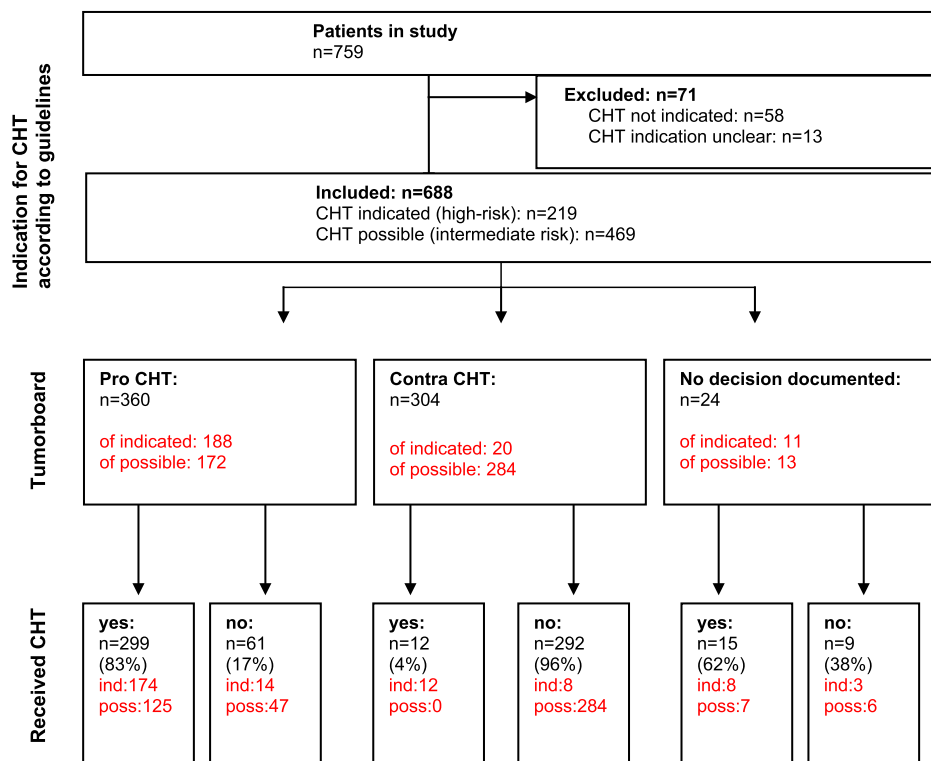 Indication for CHT
according to guidelines
Patients in study
n=759
Excluded: n=71
CHT not indicated: n=58
CHT indication unclear: n=13
Included: n=688
CHT indicated (high-risk): n=219
CHT possible (intermediate risk): n=469
Tumorboard
Pro CHT:
n=360
of indicated: 188
of possible: 172
Contra CHT:
n=304
of indicated: 20
of possible: 284
No decision documented:
n=24
of indicated: 11
of possible: 13
Received CHT
yes:
n=299
(83%)
ind:174
poss:125
no:
n=61
(17%)
ind:14
poss:47
yes:
n=12
(4%)
ind:12
poss:0
no:
n=292
(96%)
ind:8
poss:284
yes:
n=15
(62%)
ind:8
poss:7
no:
n=9
(38%)
ind:3
poss:6